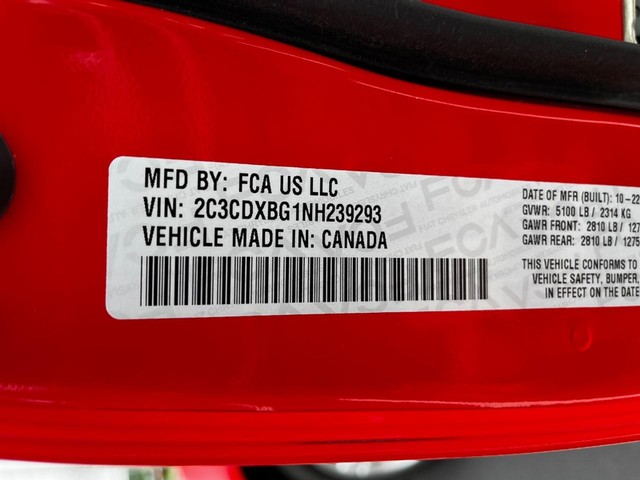 MFD BY: FCA US LLC
VIN: 2C3CDXBG1NH239293
VEHICLE MADE IN: CANADA
DATE OF MFR (BUILT): 10-22
GVWR: 5100 LB / 2314 KG
GAWR FRONT: 2810 LB / 127
GAWR REAR: 2810 LB / 1275
THIS VEHICLE CONFORMS TO
VEHICLE SAFETY, BUMPER,
IN EFFECT ON THE DATE